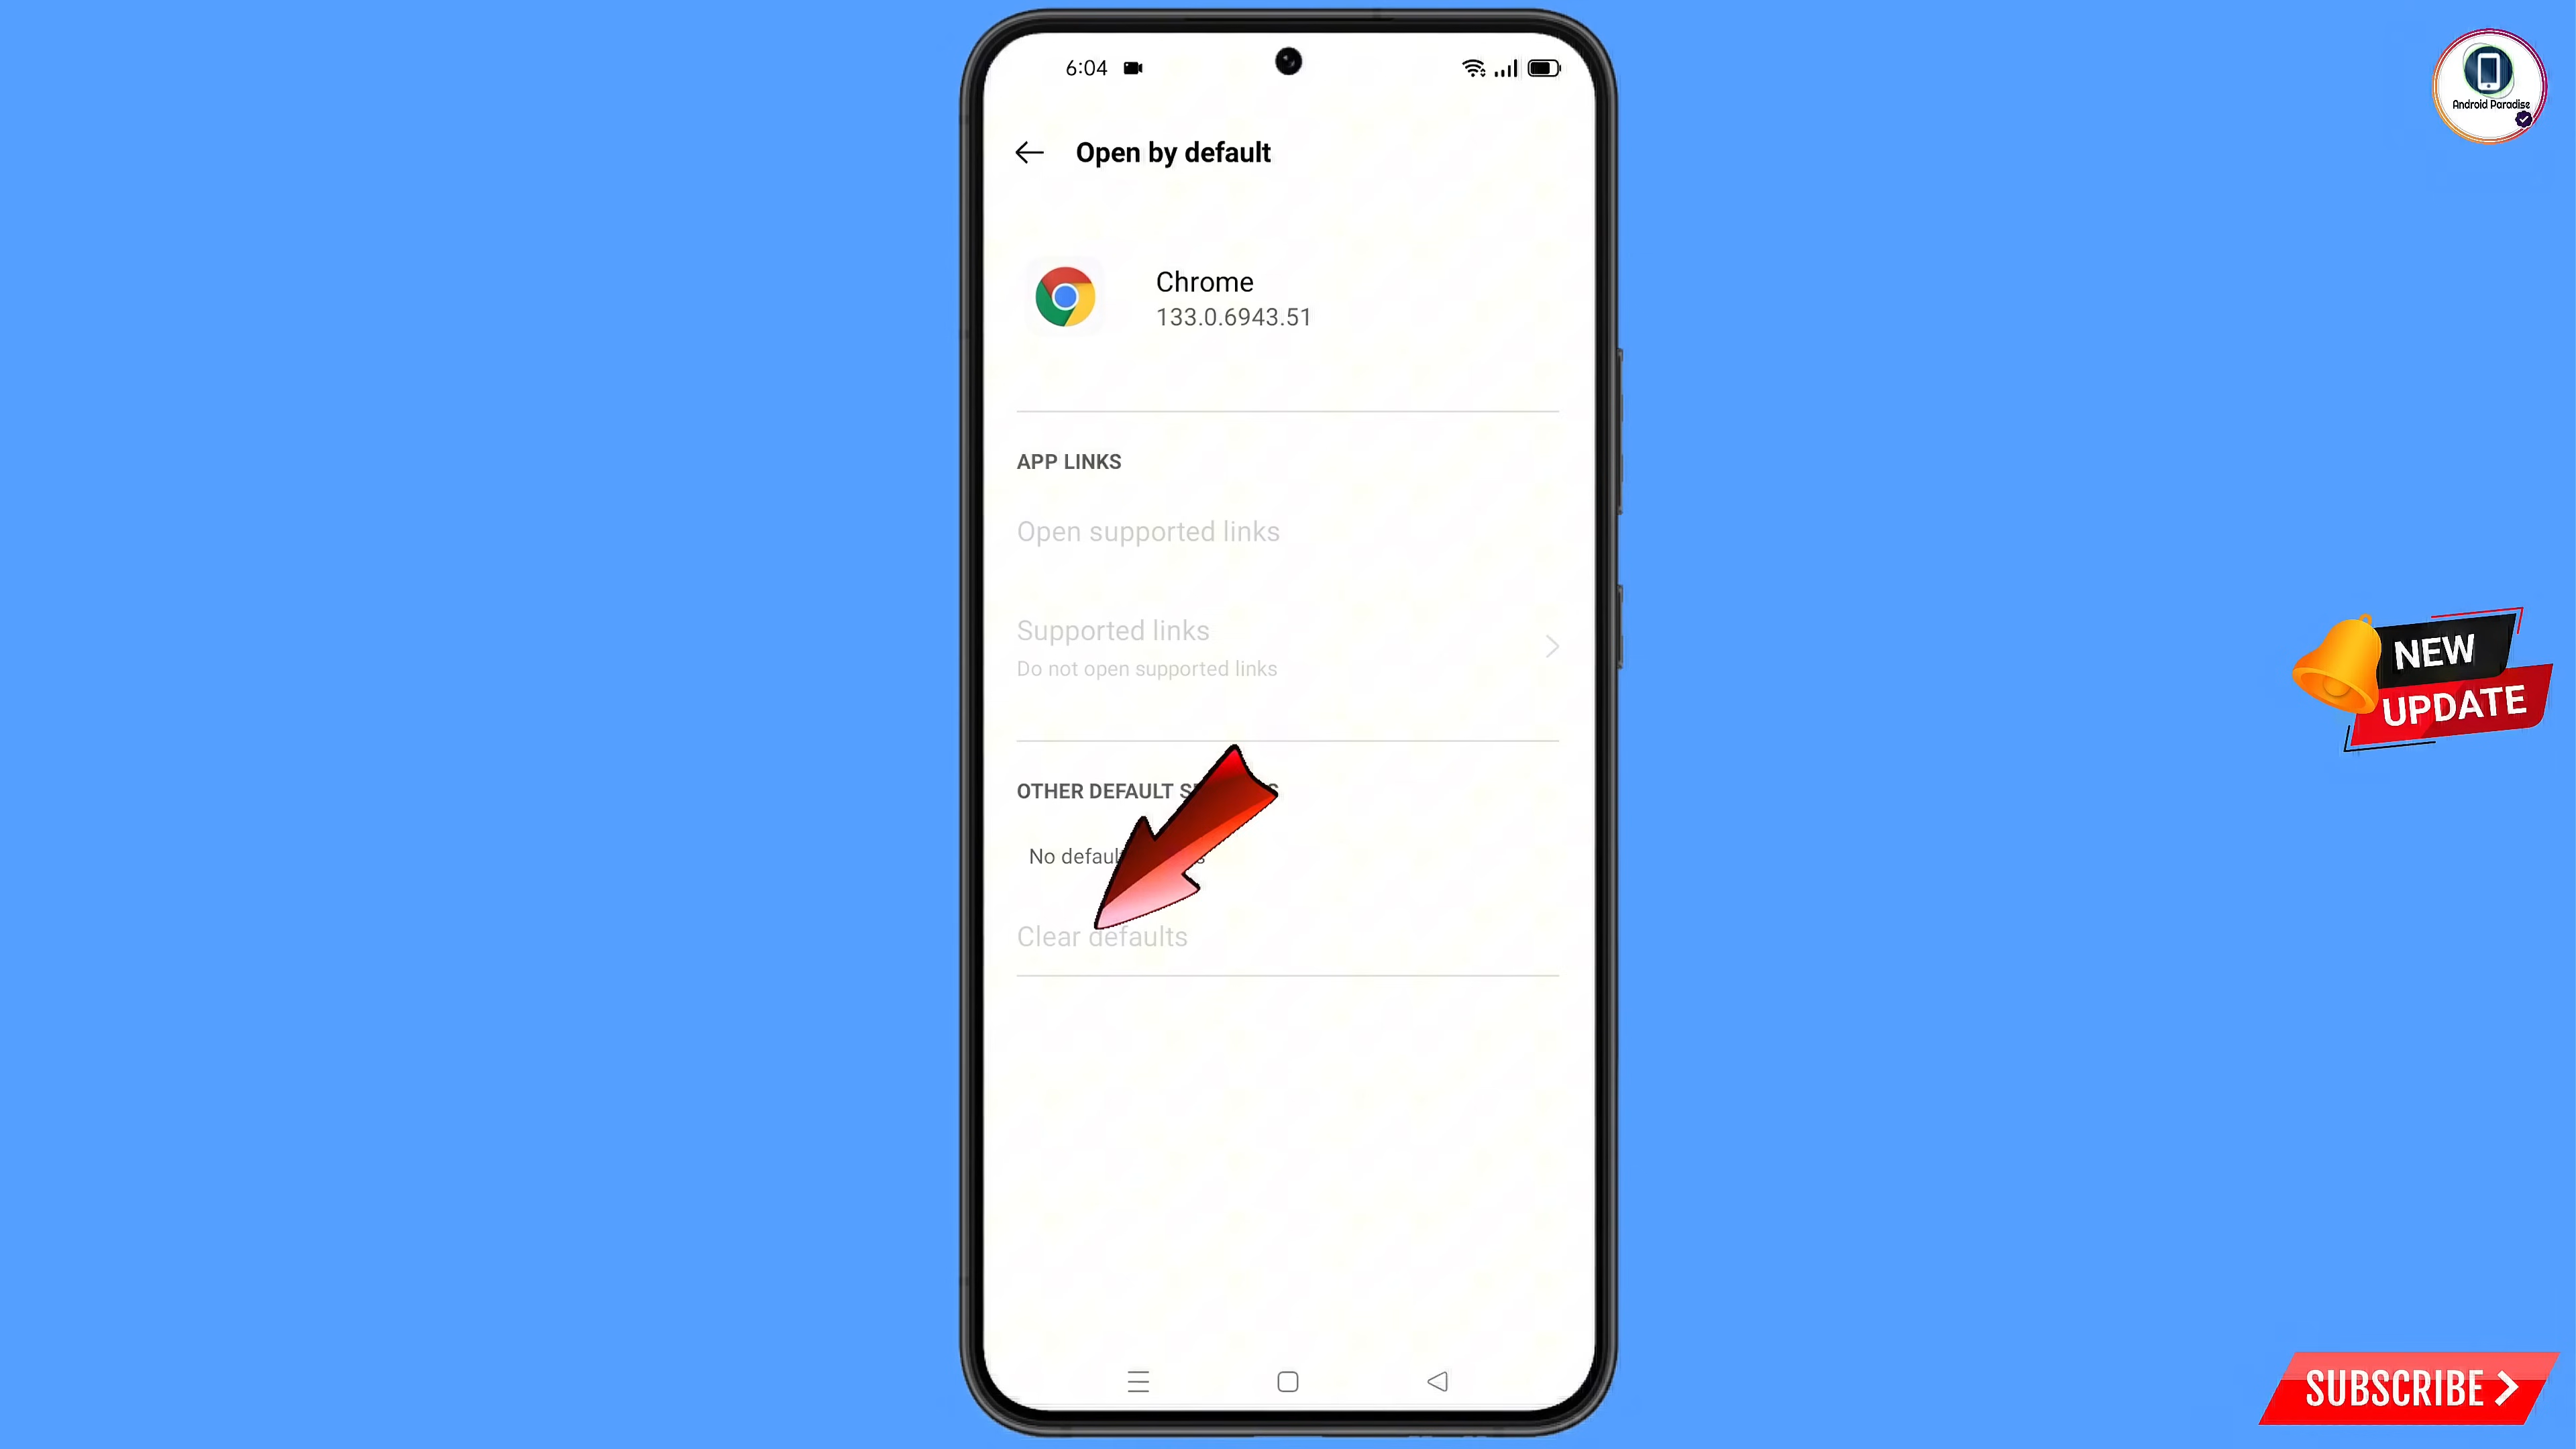 6:04
Android Paradise
Open by default
Chrome
133.0.6943.51
APP LINKS
Open supported links
Supported links
Do not open supported links
NEW
UPDATE
OTHER DEFAULT
No default
Clear defaults
SUBSCRIBE